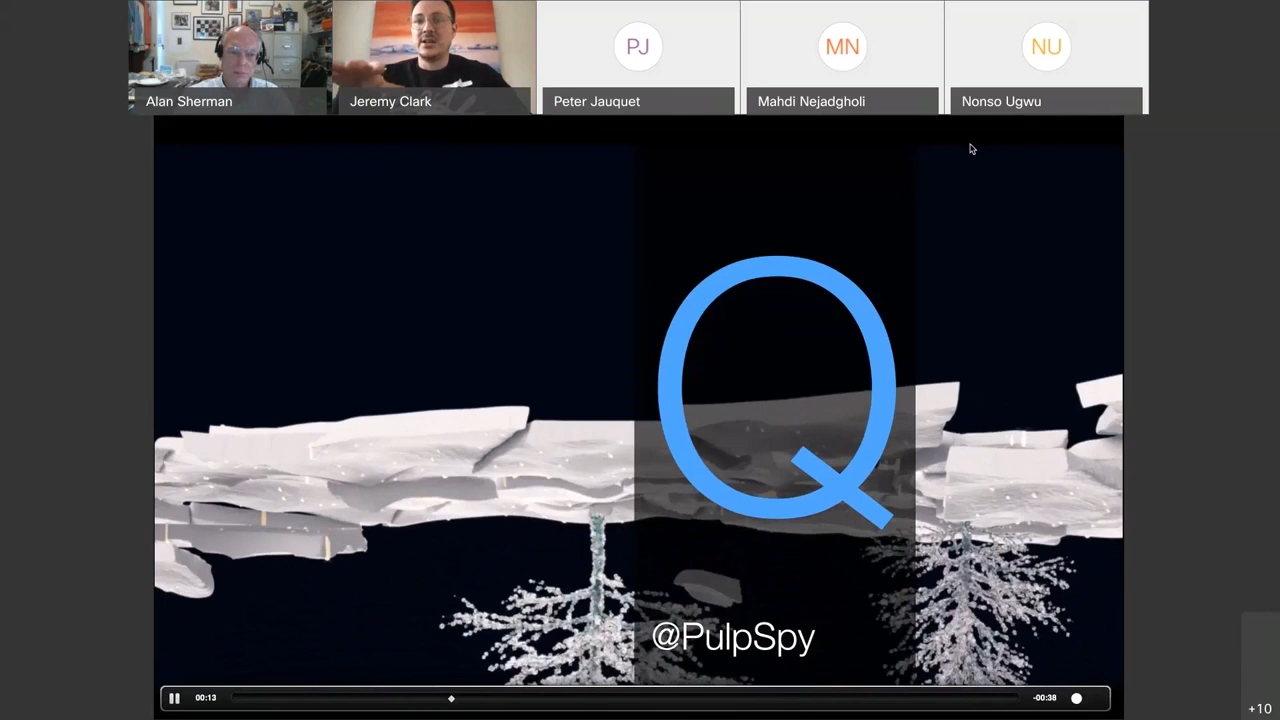 PJ
MN
NU
Alan Sherman
Jeremy Clark
Peter Jauquet
Mahdi Nejadgholi
Nonso Ugwu
Q
@PulpSpy
00:13
-00:38
+10